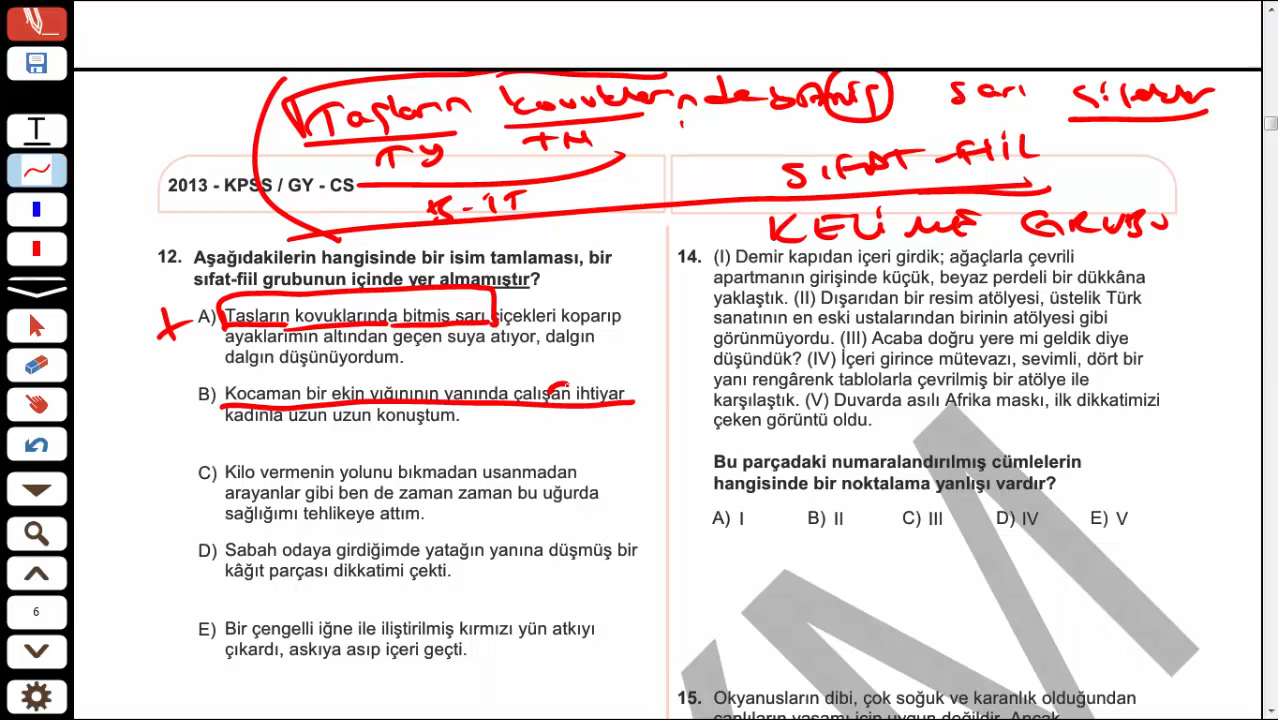 Taşların kovuklarında bitmiş sarı çiçekler
TY
TN
SIFAT-FİİL
İT
KELİME GRUBU
2013 - KPSS / GY - CS
12. Aşağıdakilerin hangisinde bir isim tamlaması, bir
sıfat-fiil grubunun içinde yer almamıştır?
A) Taşların kovuklarında bitmiş sarı çiçekleri koparıp
ayaklarımın altından geçen suya atıyor, dalgın
dalgın düşünüyordum.
B) Kocaman bir ekin yığınının yanında çalışan ihtiyar
kadınla uzun uzun konuştum.
C) Kilo vermenin yolunu bıkmadan usanmadan
arayanlar gibi ben de zaman zaman bu uğurda
sağlığımı tehlikeye attım.
D) Sabah odaya girdiğimde yatağın yanına düşmüş bir
kâğıt parçası dikkatimi çekti.
E) Bir çengelli iğne ile iliştirilmiş kırmızı yün atkıyı
çıkardı, askıya asıp içeri geçti.
14. (I) Demir kapıdan içeri girdik; ağaçlarla çevrili
apartmanın girişinde küçük, beyaz perdeli bir dükkâna
yaklaştık. (II) Dışarıdan bir resim atölyesi, üstelik Türk
sanatının en eski ustalarından birinin atölyesi gibi
görünmüyordu. (III) Acaba doğru yere mi geldik diye
düşündük? (IV) İçeri girince mütevazı, sevimli, dört bir
yanı rengârenk tablolarla çevrilmiş bir atölye ile
karşılaştık. (V) Duvarda asılı Afrika maskı, ilk dikkatimizi
çeken görüntü oldu.
Bu parçadaki numaralandırılmış cümlelerin
hangisinde bir noktalama yanlışı vardır?
A) I B) II C) III D) IV E) V
15. Okyanusların dibi, çok soğuk ve karanlık olduğundan
T
6